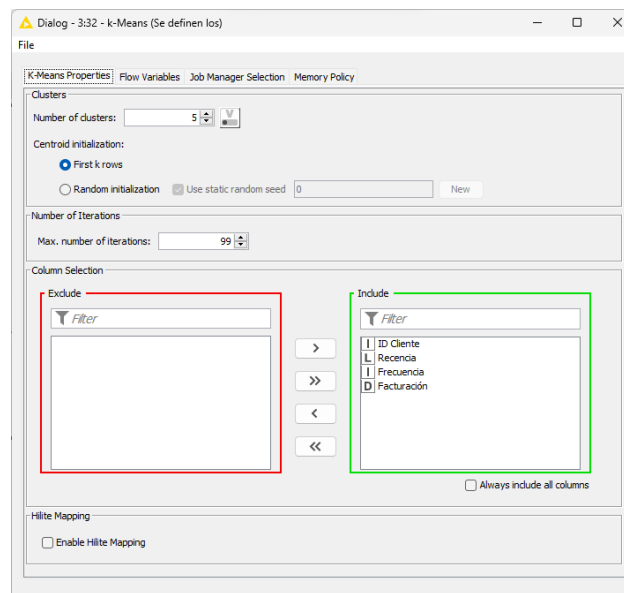 Dialog - 3:32 - k-Means (Se definen los)
File
K-Means Properties Flow Variables Job Manager Selection Memory Policy
Clusters
Number of clusters: 5 V
Centroid initialization:
First k rows
Random initialization Use static random seed 0 New
Number of Iterations
Max. number of iterations: 99
Column Selection
Exclude Include
Filter Filter
I ID Cliente
L Recencia
I Frecuencia
D Facturación
> 
>>
<
<<
Always include all columns
Hilite Mapping
Enable Hilite Mapping